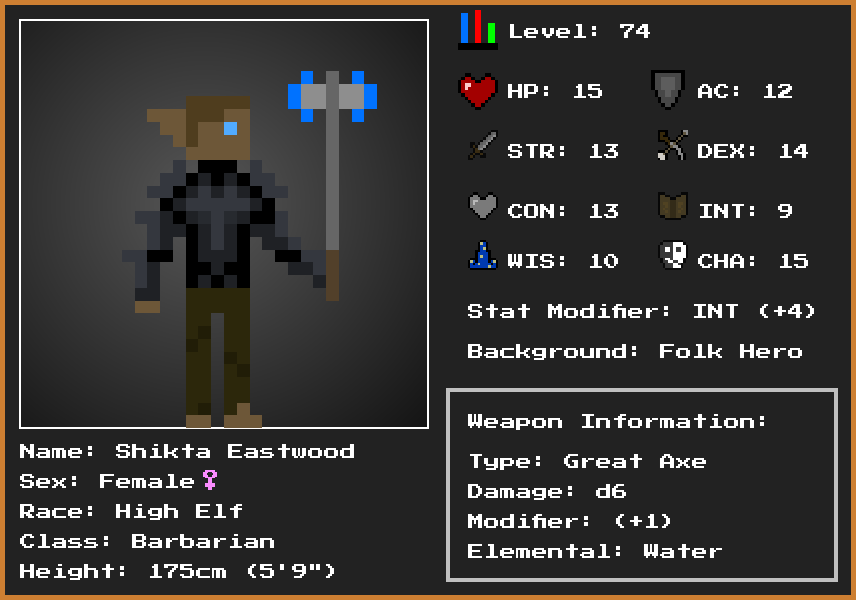 Level: 74
HP: 15 AC: 12
STR: 13 DEX: 14
CON: 13 INT: 9
WIS: 10 CHA: 15
Stat Modifier: INT (+4)
Background: Folk Hero
Weapon Information:
Type: Great Axe
Damage: d6
Modifier: (+1)
Elemental: Water
Name: Shikta Eastwood
Sex: Female♀
Race: High Elf
Class: Barbarian
Height: 175cm (5'9")